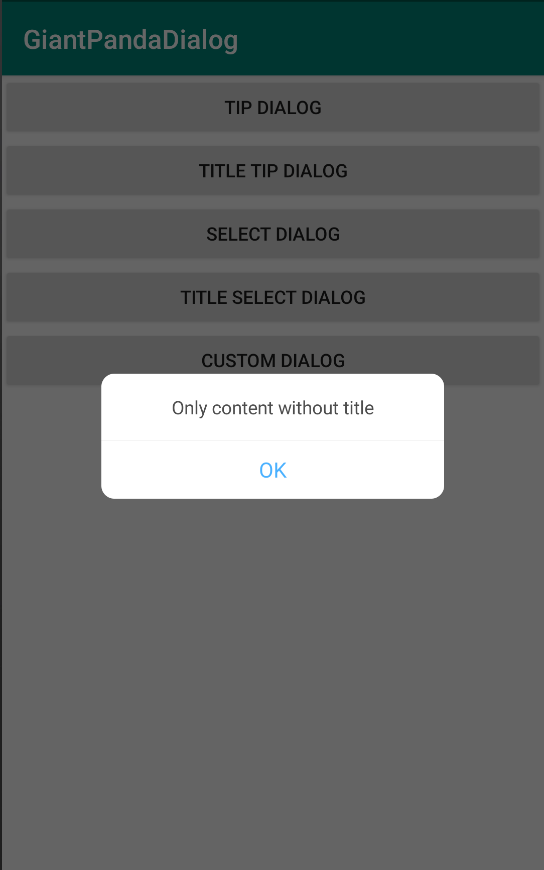 GiantPandaDialog
TIP DIALOG
TITLE TIP DIALOG
SELECT DIALOG
TITLE SELECT DIALOG
CUSTOM DIALOG
Only content without title
OK